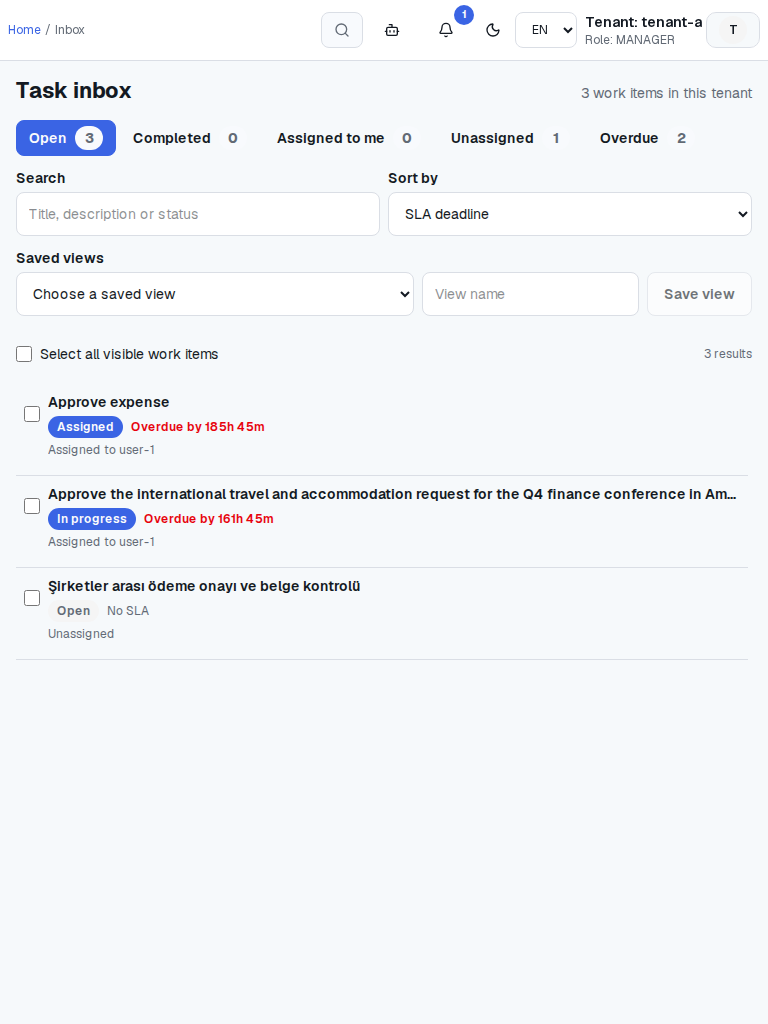 Home / Inbox
1
EN
Tenant: tenant-a
Role: MANAGER
T
Task inbox
3 work items in this tenant
Open 3
Completed 0
Assigned to me 0
Unassigned 1
Overdue 2
Search
Sort by
Title, description or status
SLA deadline
Saved views
Choose a saved view
View name
Save view
Select all visible work items
3 results
Approve expense
Assigned Overdue by 185h 45m
Assigned to user-1
Approve the international travel and accommodation request for the Q4 finance conference in Am...
In progress Overdue by 161h 45m
Assigned to user-1
Şirketler arası ödeme onayı ve belge kontrolü
Open No SLA
Unassigned